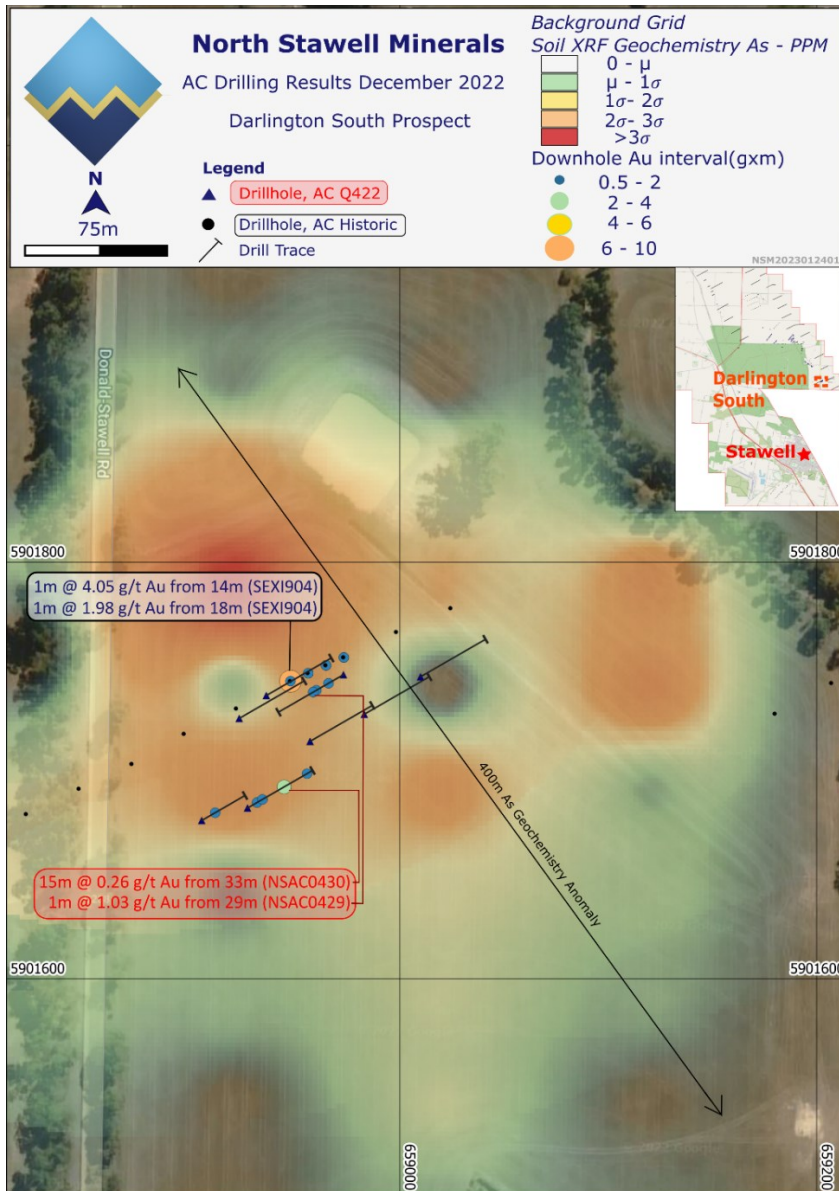 North Stawell Minerals
AC Drilling Results December 2022
Darlington South Prospect
N
75m
Legend
Drillhole, AC Q422
Drillhole, AC Historic
Drill Trace
Background Grid
Soil XRF Geochemistry As - PPM
0 - μ
μ - 1σ
1σ- 2σ
2σ- 3σ
>3σ
Downhole Au interval(gxm)
0.5 - 2
2 - 4
4 - 6
6 - 10
NSM2023012401
Darlington
South
Stawell
Donald-Stawell Rd
5901800
5901800
1m @ 4.05 g/t Au from 14m (SEXI904)
1m @ 1.98 g/t Au from 18m (SEXI904)
400m As Geochemistry Anomaly
15m @ 0.26 g/t Au from 33m (NSAC0430)
1m @ 1.03 g/t Au from 29m (NSAC0429)
5901600
5901600
659000
659200